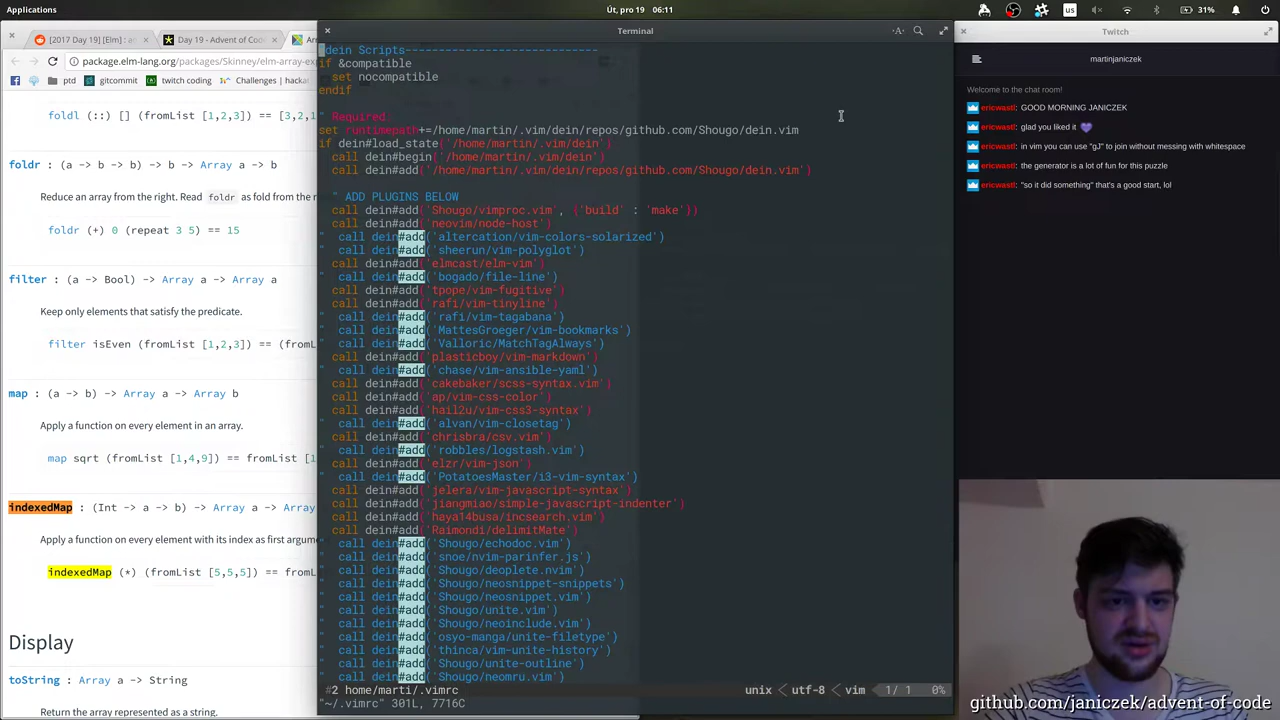 Applications
Út, pro 19 06:11
us
31%
[2017 Day 19] [Elm] : a
Day 19 - Advent of Code
Arr
package.elm-lang.org/packages/Skinney/elm-array-ex
ptd
gitcommit
twitch coding
Challenges / hackat
foldl (::) [] (fromList [1,2,3]) == [3,2,1
foldr : (a -> b -> b) -> b -> Array a -> b
Reduce an array from the right. Read foldr as fold from the r
foldr (+) 0 (repeat 3 5) == 15
filter : (a -> Bool) -> Array a -> Array a
Keep only elements that satisfy the predicate.
filter isEven (fromList [1,2,3]) == (froml
map : (a -> b) -> Array a -> Array b
Apply a function on every element in an array.
map sqrt (fromList [1,4,9]) == fromList [1
indexedMap : (Int -> a -> b) -> Array a -> Array
Apply a function on every element with its index as first argume
indexedMap (*) (fromList [5,5,5]) == froml
Display
toString : Array a -> String
Return the array represented as a string.
Terminal
dein Scripts-----------------------------
if &compatible
set nocompatible
endif
" Required:
set runtimepath+=/home/martin/.vim/dein/repos/github.com/Shougo/dein.vim
if dein#load_state('/home/martin/.vim/dein')
call dein#begin('/home/martin/.vim/dein')
call dein#add('/home/martin/.vim/dein/repos/github.com/Shougo/dein.vim')
" ADD PLUGINS BELOW
call dein#add('Shougo/vimproc.vim', {'build' : 'make'})
call dein#add('neovim/node-host')
" call dein#add('altercation/vim-colors-solarized')
" call dein#add('sheerun/vim-polyglot')
call dein#add('elmcast/elm-vim')
" call dein#add('bogado/file-line')
call dein#add('tpope/vim-fugitive')
call dein#add('rafi/vim-tinyline')
" call dein#add('rafi/vim-tagabana')
" call dein#add('MattesGroeger/vim-bookmarks')
" call dein#add('Valloric/MatchTagAlways')
call dein#add('plasticboy/vim-markdown')
" call dein#add('chase/vim-ansible-yaml')
call dein#add('cakebaker/scss-syntax.vim')
call dein#add('ap/vim-css-color')
call dein#add('hail2u/vim-css3-syntax')
" call dein#add('alvan/vim-closetag')
call dein#add('chrisbra/csv.vim')
" call dein#add('robbles/logstash.vim')
call dein#add('elzr/vim-json')
" call dein#add('PotatoesMaster/i3-vim-syntax')
call dein#add('jelera/vim-javascript-syntax')
call dein#add('jiangmiao/simple-javascript-indenter')
call dein#add('haya14busa/incsearch.vim')
call dein#add('Raimondi/delimitMate')
" call dein#add('Shougo/echodoc.vim')
" call dein#add('snoe/nvim-parinfer.js')
" call dein#add('Shougo/deoplete.nvim')
" call dein#add('Shougo/neosnippet-snippets')
" call dein#add('Shougo/neosnippet.vim')
" call dein#add('Shougo/unite.vim')
" call dein#add('Shougo/neoinclude.vim')
" call dein#add('osyo-manga/unite-filetype')
" call dein#add('thinca/vim-unite-history')
" call dein#add('Shougo/unite-outline')
" call dein#add('Shougo/neomru.vim')
#2 home/marti/.vimrc
unix < utf-8 < vim 1/ 1 0%
"~/.vimrc" 301L, 7716C
Twitch
martinjaniczek
Welcome to the chat room!
ericwastl: GOOD MORNING JANICZEK
ericwastl: glad you liked it
ericwastl: in vim you can use "gJ" to join without messing with whitespace
ericwastl: the generator is a lot of fun for this puzzle
ericwastl: "so it did something" that's a good start, lol
github.com/janiczek/advent-of-code